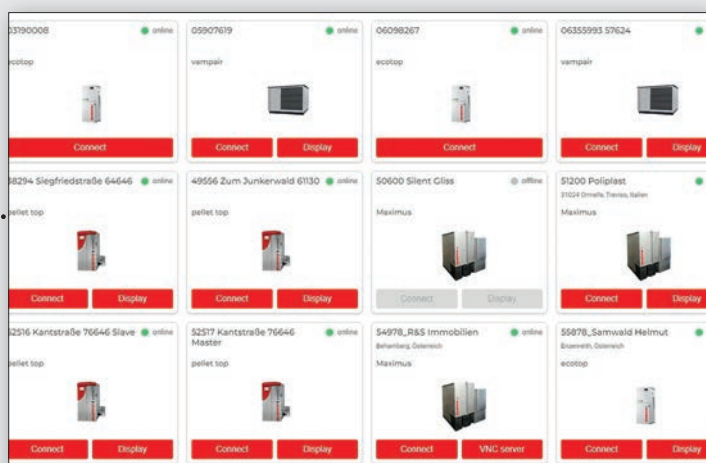 03190008 online
ecotop
Connect
05907619 online
vampair
Connect Display
06098267 online
ecotop
Connect
06355993 57624
vampair
Connect Display
38294 Siegfriedstraße 64646 online
pellet top
Connect Display
49556 Zum Junkerwald 61130 online
pellet top
Connect Display
50600 Silent Gliss offline
Maximus
Connect Display
51200 Poliplast
31024 Ormelle, Treviso, Italien
Maximus
Connect Display
52516 Kantstraße 76646 Slave online
pellet top
Connect Display
52517 Kantstraße 76646 online
Master
pellet top
Connect Display
54978_R&S Immobilien online
Behamberg, Österreich
Maximus
Connect VNC server
55878_Samwald Helmut
Enzenreith, Österreich
ecotop
Connect Display